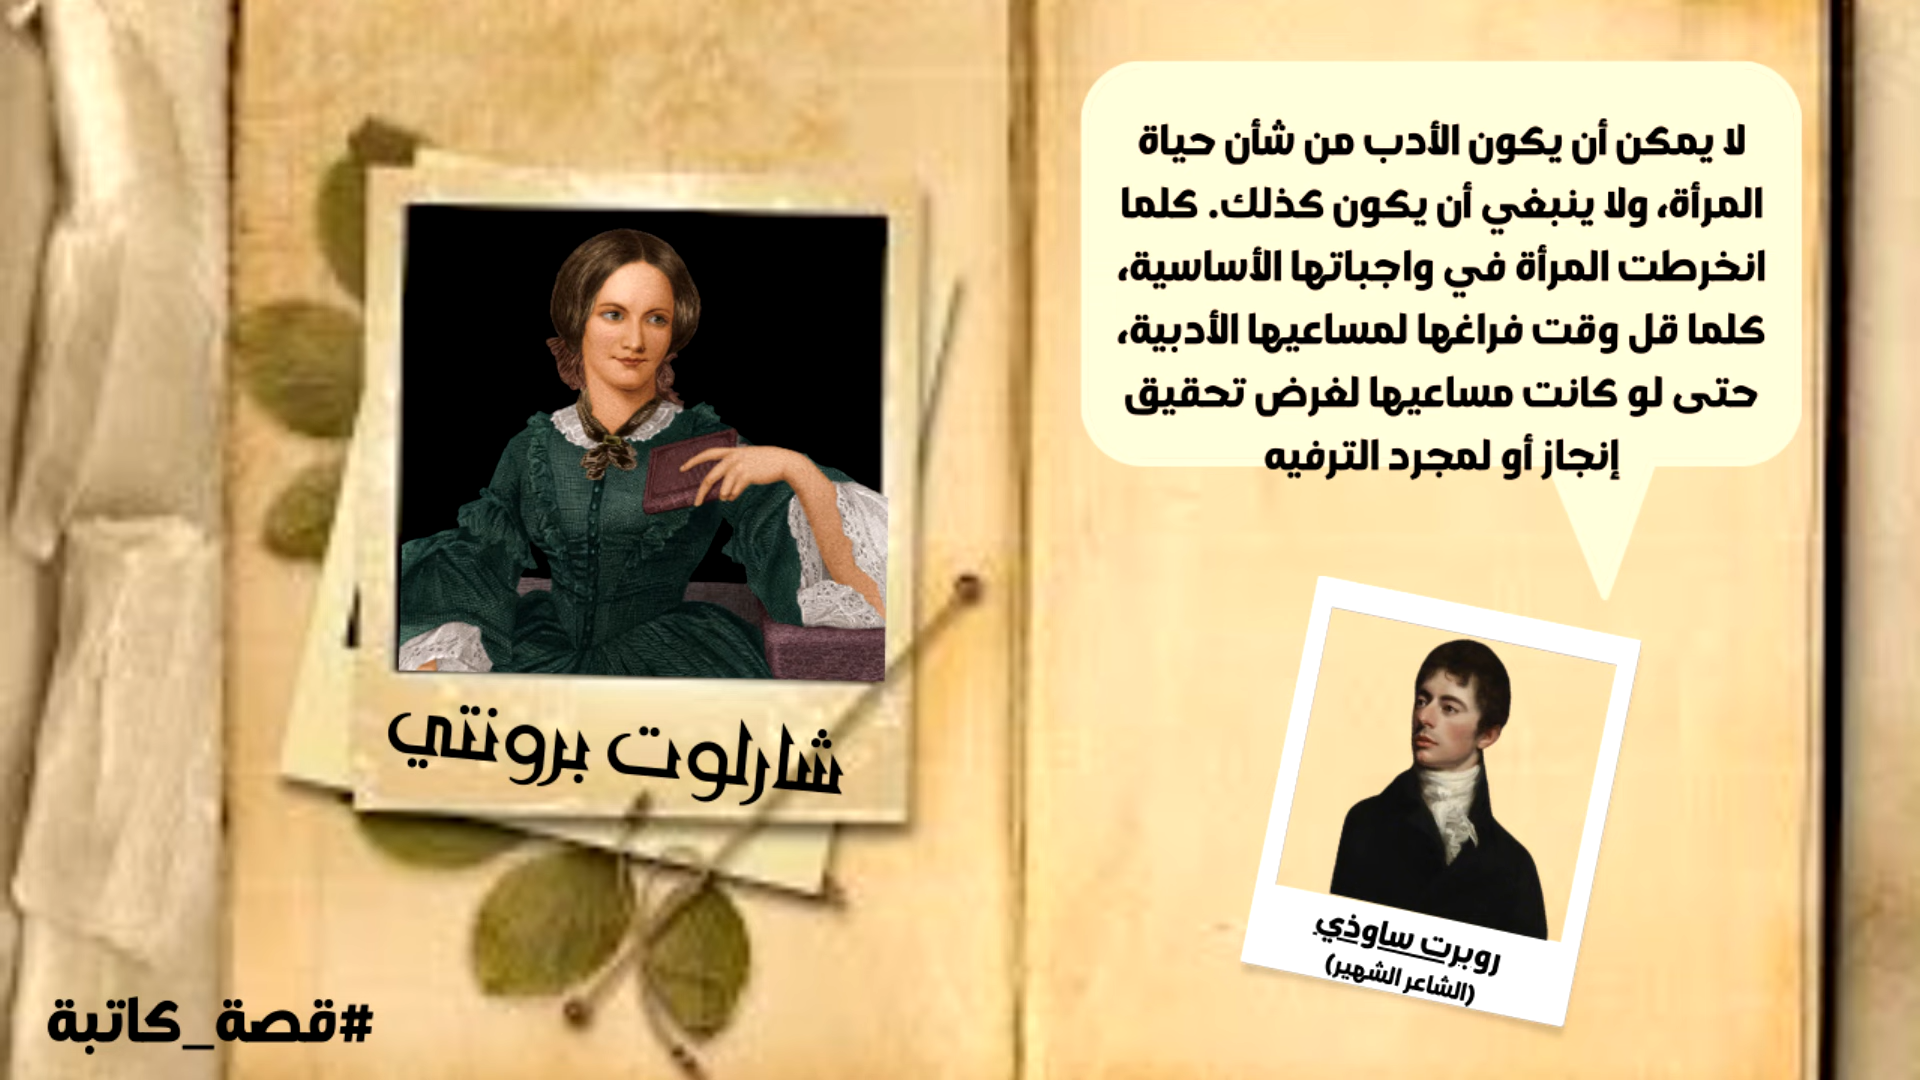 لا يمكن أن يكون الأدب من شأن حياة
المرأة، ولا ينبغي أن يكون كذلك. كلما
انخرطت المرأة في واجباتها الأساسية،
كلما قل وقت فراغها لمساعيها الأدبية،
حتى لو كانت مساعيها لغرض تحقيق
إنجاز أو لمجرد الترفيه
شارلوت برونتي
روبرت ساوذي
(الشاعر الشهير)
#قصة_كاتبة